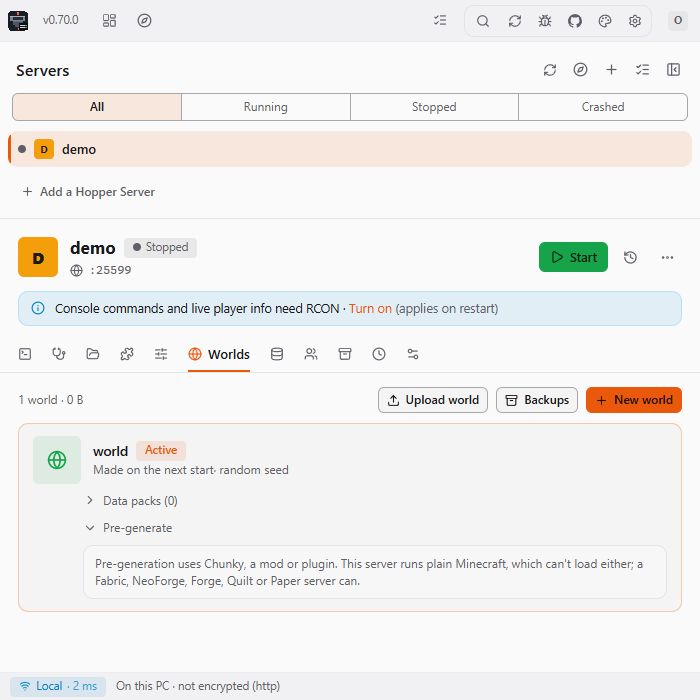 v0.70.0
O
Servers
All
Running
Stopped
Crashed
D
demo
+ Add a Hopper Server
D
demo
Stopped
:25599
Start
Console commands and live player info need RCON · Turn on (applies on restart)
Worlds
1 world · 0 B
Upload world
Backups
+ New world
world
Active
Made on the next start· random seed
Data packs (0)
Pre-generate
Pre-generation uses Chunky, a mod or plugin. This server runs plain Minecraft, which can't load either; a
Fabric, NeoForge, Forge, Quilt or Paper server can.
Local · 2 ms
On this PC · not encrypted (http)